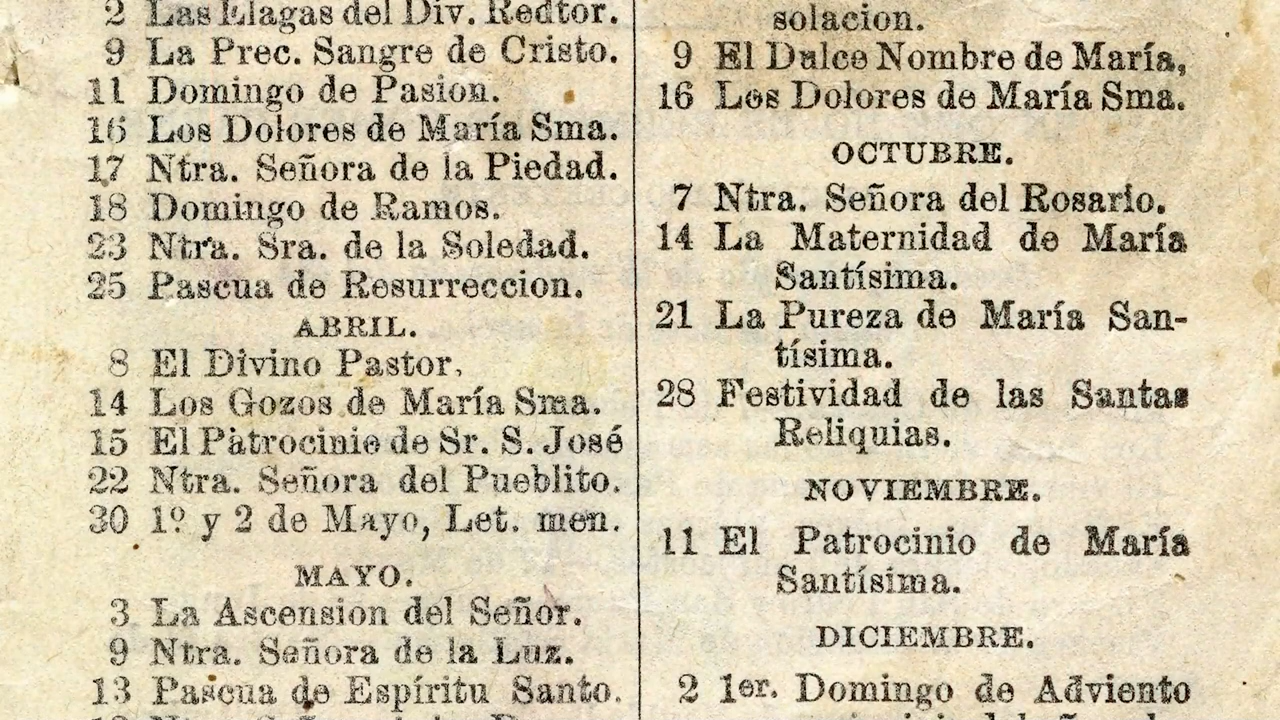 2 Las Llagas del Div. Redtor.
9 La Prec. Sangre de Cristo.
11 Domingo de Pasion.
16 Los Dolores de María Sma.
17 Ntra. Señora de la Piedad.
18 Domingo de Ramos.
23 Ntra. Sra. de la Soledad.
25 Pascua de Resurreccion.
ABRIL.
8 El Divino Pastor,
14 Los Gozos de María Sma.
15 El Patrocinie de Sr. S. José
22 Ntra. Señora del Pueblito.
30 1º y 2 de Mayo, Let. men.
MAYO.
3 La Ascension del Señor.
9 Ntra. Señora de la Luz.
13 Pascua de Espíritu Santo.
solacion.
9 El Dulce Nombre de María,
16 Los Dolores de María Sma.
OCTUBRE.
7 Ntra. Señora del Rosario.
14 La Maternidad de María
Santísima.
21 La Pureza de María San-
tísima.
28 Festividad de las Santas
Reliquias.
NOVIEMBRE.
11 El Patrocinio de María
Santísima.
DICIEMBRE.
2 1er. Domingo de Adviento